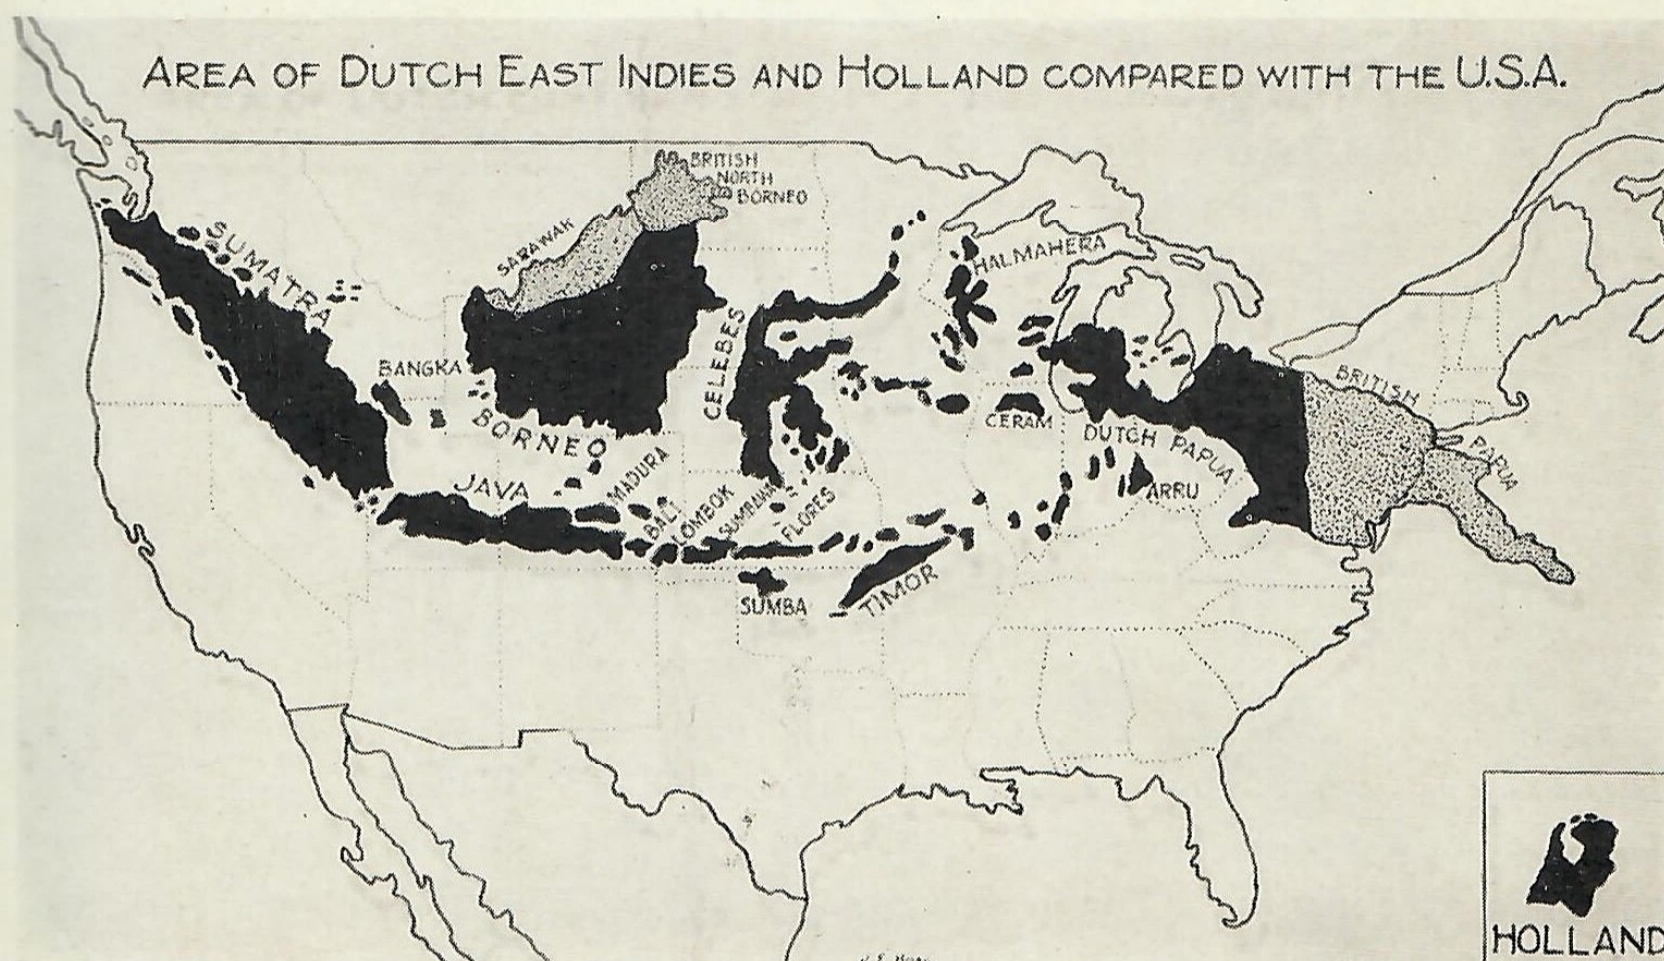 AREA OF DUTCH EAST INDIES AND HOLLAND COMPARED WITH THE U.S.A.
BRITISH
NORTH
BORNEO
SARAWAK
SUMATRA
HALMAHERA
BANGKA
CELEBES
BORNEO
BRITISH
PAPUA
CERAM
DUTCH PAPUA
JAVA
MADURA
BALI
LOMBOK
SUMBAWA
FLORES
ARRU
SUMBA
TIMOR
HOLLAND